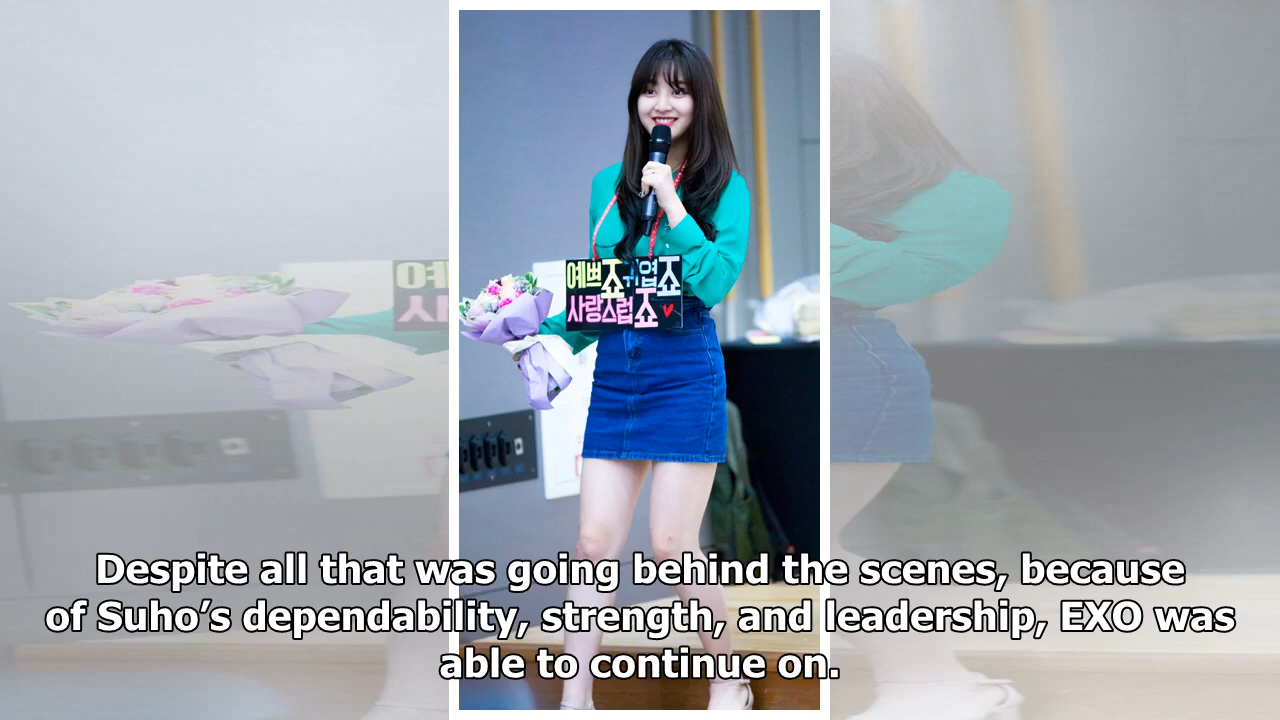 예쁘죠 귀엽죠
사랑스럽죠
Despite all that was going behind the scenes, because
of Suho’s dependability, strength, and leadership, EXO was
able to continue on.